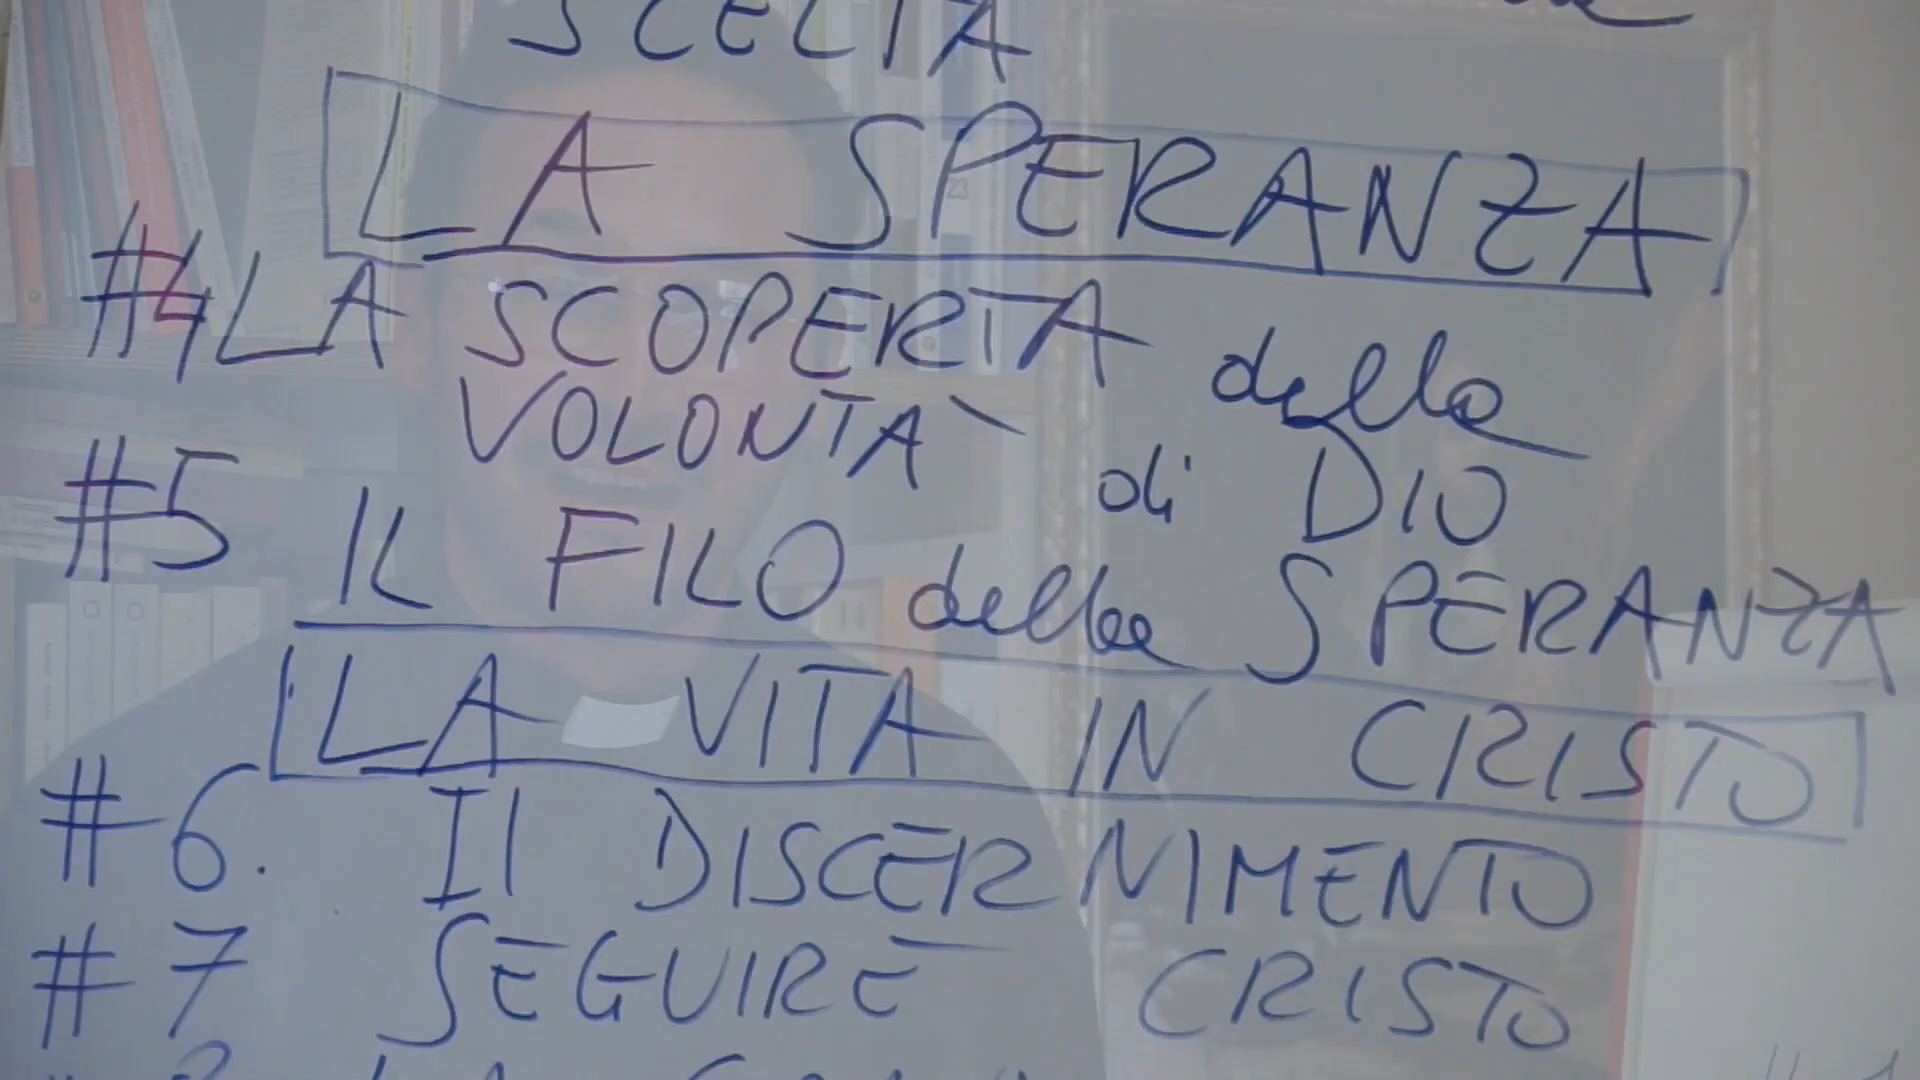 SCELTA
LA SPERANZA
#4 LA SCOPERTA della
VOLONTA` di DIO
#5 IL FILO della SPERANZA
LA VITA IN CRISTO
#6. Il DISCERNIMENTO
#7 SEGUIRE CRISTO